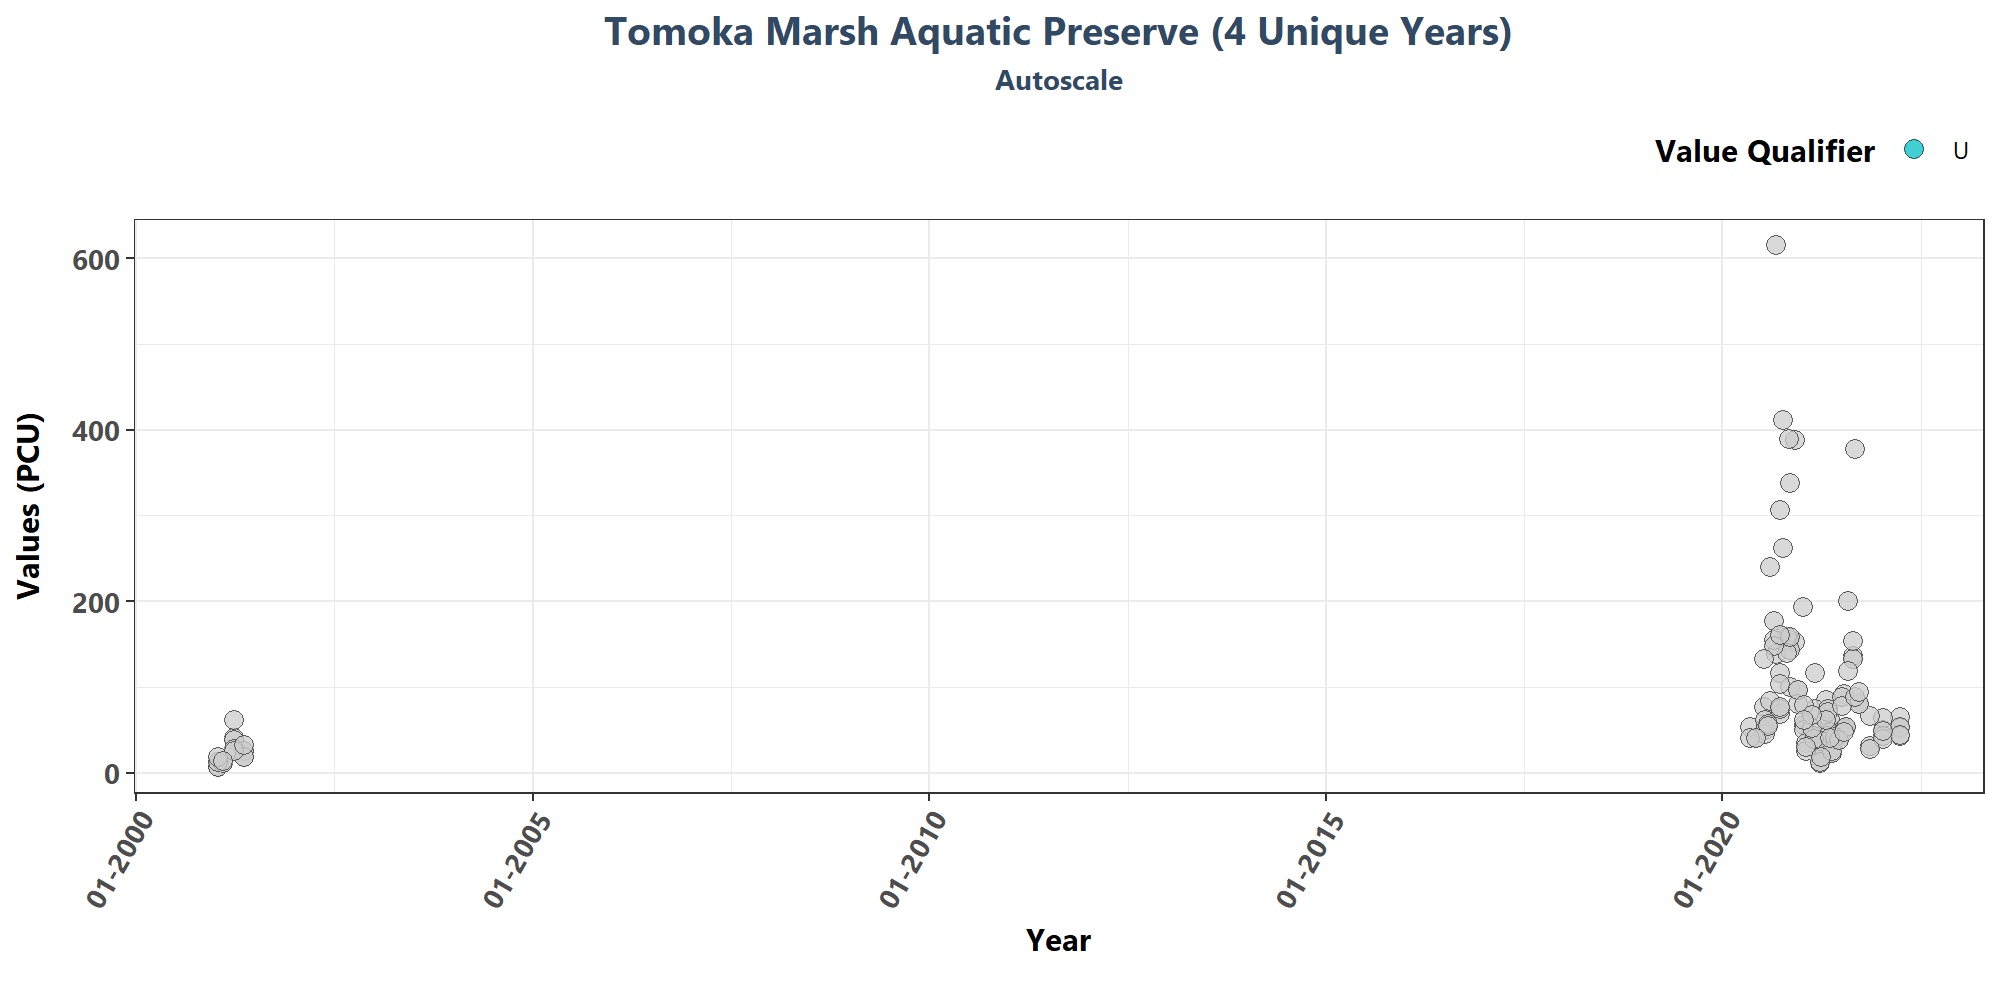 Tomoka Marsh Aquatic Preserve (4 Unique Years)
Autoscale
Value Qualifier U
Values (PCU)
600
400
200
0
01-2000 01-2005 01-2010 01-2015 01-2020
Year